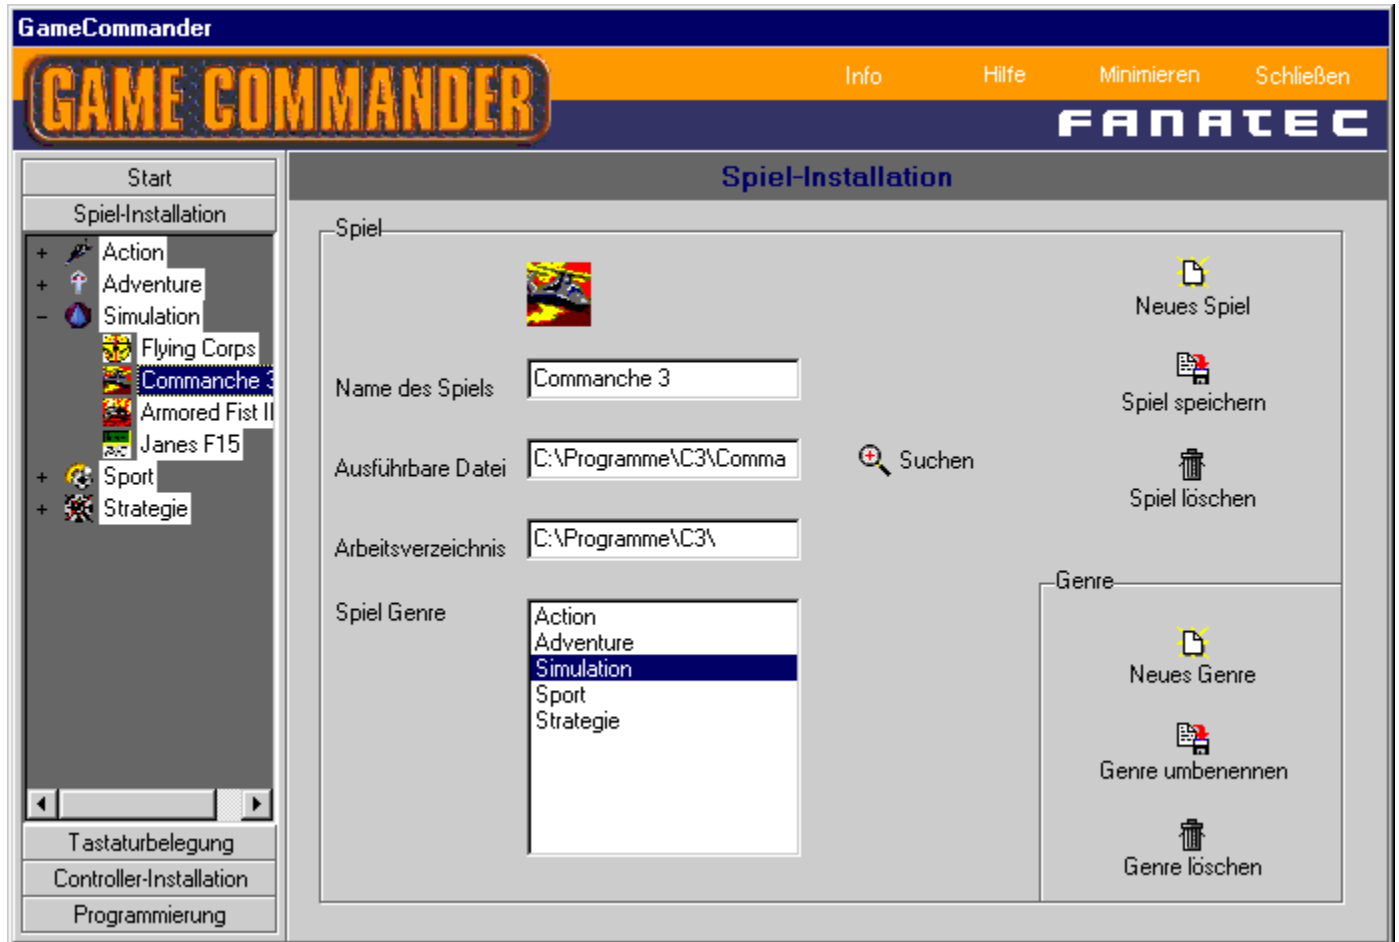 GameCommander
GAME COMMANDER
Info Hilfe Minimieren Schließen
FANATEC
Start
Spiel-Installation
Action
Adventure
Simulation
Flying Corps
Commanche 3
Armored Fist II
Janes F15
Sport
Strategie
Tastaturbelegung
Controller-Installation
Programmierung
Spiel-Installation
Spiel
Name des Spiels Commanche 3
Ausführbare Datei C:\Programme\C3\Comma Suchen
Arbeitsverzeichnis C:\Programme\C3\
Spiel Genre
Action
Adventure
Simulation
Sport
Strategie
Neues Spiel
Spiel speichern
Spiel löschen
Genre
Neues Genre
Genre umbenennen
Genre löschen